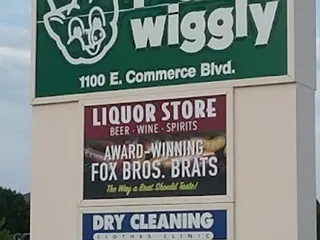 wiggly
1100 E. Commerce Blvd.
LIQUOR STORE
BEER · WINE · SPIRITS
AWARD-WINNING
FOX BROS. BRATS
The Way a Brat Should Taste!
DRY CLEANING
CLOTHES CLINIC